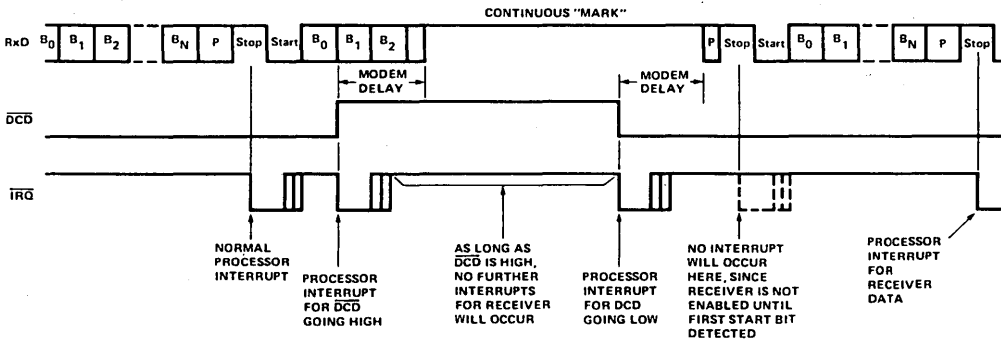 CONTINUOUS "MARK"
RxD B0 B1 B2 BN P Stop Start B0 B1 B2 P Stop Start B0 B1 BN P Stop
MODEM
DELAY
MODEM
DELAY
DCD
IRQ
NORMAL
PROCESSOR
INTERRUPT
PROCESSOR
INTERRUPT
FOR DCD
GOING HIGH
AS LONG AS
DCD IS HIGH,
NO FURTHER
INTERRUPTS
FOR RECEIVER
WILL OCCUR
PROCESSOR
INTERRUPT
FOR DCD
GOING LOW
NO INTERRUPT
WILL OCCUR
HERE, SINCE
RECEIVER IS NOT
ENABLED UNTIL
FIRST START BIT
DETECTED
PROCESSOR
INTERRUPT
FOR
RECEIVER
DATA